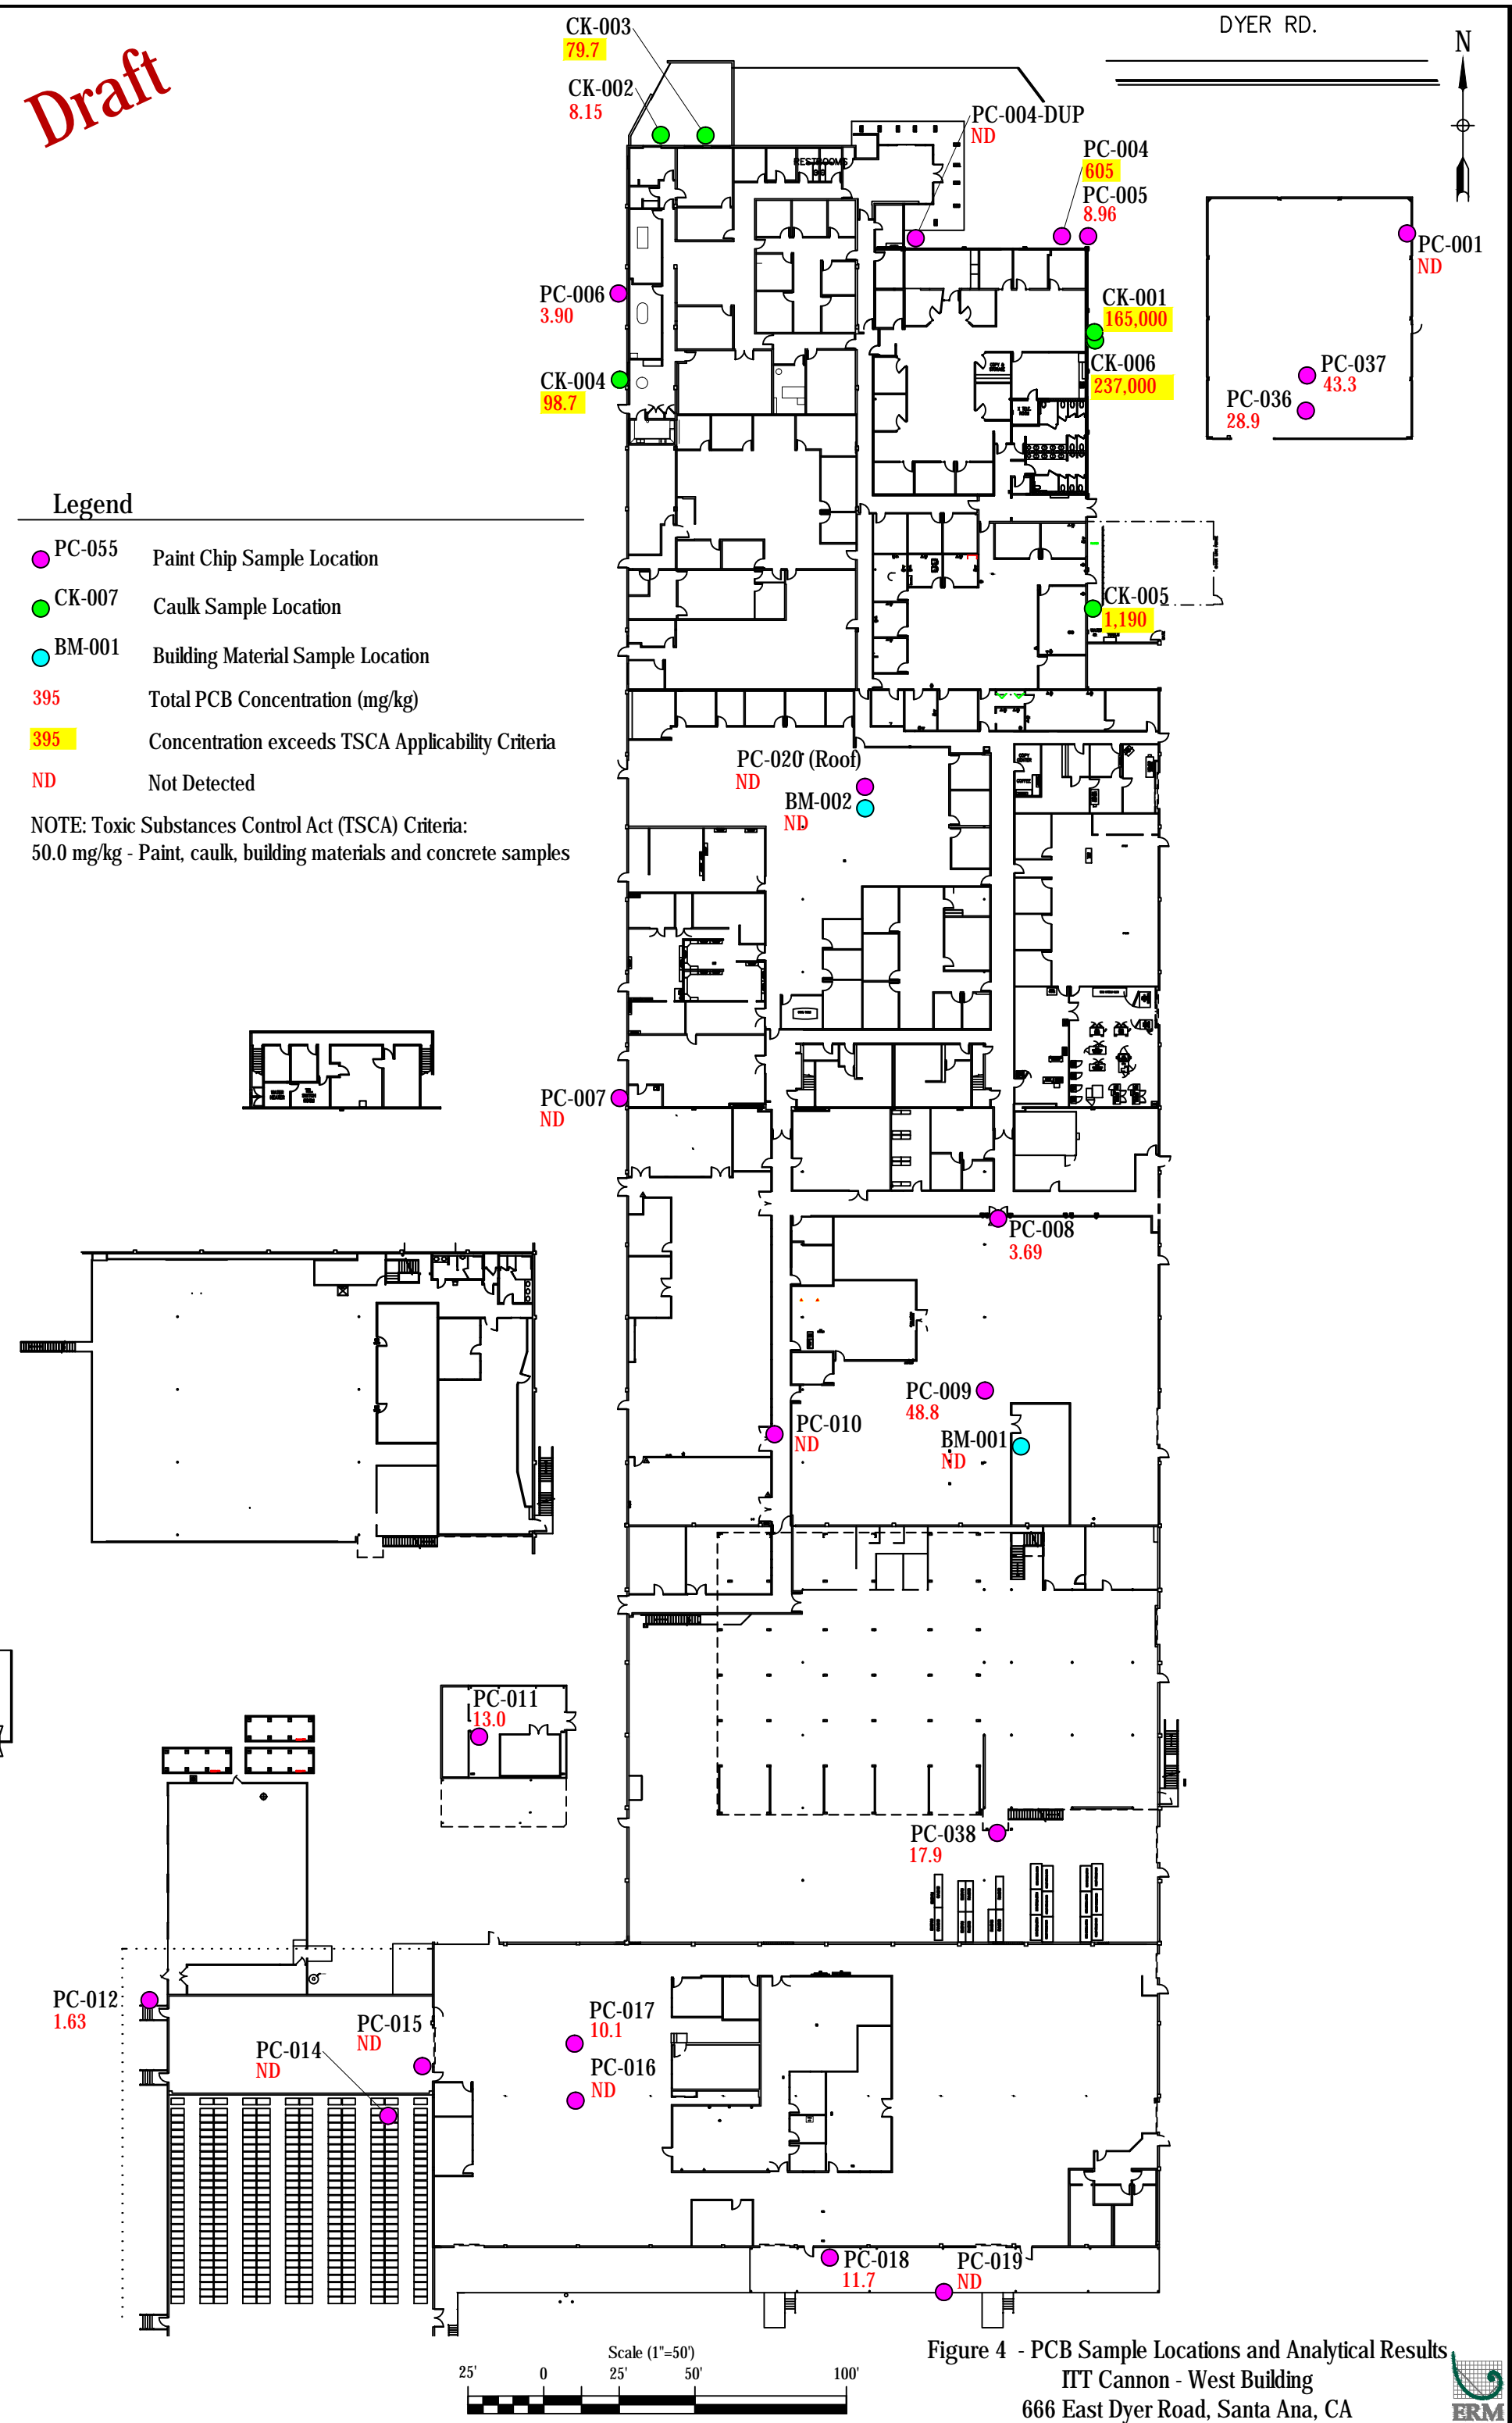 Draft
DYER RD.
N
CK-003
79.7
CK-002
8.15
PC-004-DUP
ND
PC-004
605
PC-005
8.96
RESTROOMS
PC-001
ND
PC-006
3.90
CK-001
165,000
CK-006
237,000
CK-004
98.7
PC-037
43.3
PC-036
28.9
Legend
PC-055 Paint Chip Sample Location
CK-007 Caulk Sample Location
BM-001 Building Material Sample Location
395 Total PCB Concentration (mg/kg)
395 Concentration exceeds TSCA Applicability Criteria
ND Not Detected
NOTE: Toxic Substances Control Act (TSCA) Criteria:
50.0 mg/kg - Paint, caulk, building materials and concrete samples
CK-005
1,190
PC-020 (Roof)
ND
BM-002
ND
COPY
CENTER
COFFEE
PC-007
ND
PC-008
3.69
PC-009
48.8
PC-010
ND
BM-001
ND
PC-011
13.0
PC-038
17.9
PC-012
1.63
PC-017
10.1
PC-015
ND
PC-014
ND
PC-016
ND
PC-018
11.7
PC-019
ND
Scale (1"=50')
25' 0 25' 50' 100'
Figure 4 - PCB Sample Locations and Analytical Results
ITT Cannon - West Building
666 East Dyer Road, Santa Ana, CA
ERM